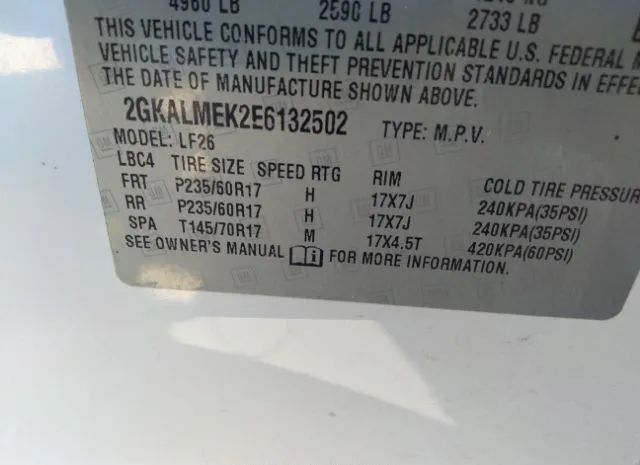 4960 LB 2590 LB 2733 LB
THIS VEHICLE CONFORMS TO ALL APPLICABLE U.S. FEDERAL M
VEHICLE SAFETY AND THEFT PREVENTION STANDARDS IN EFFE
THE DATE OF MANUFACTURE SHOWN ABOVE.
2GKALMEK2E6132502 TYPE: M.P.V.
MODEL: LF26
LBC4 TIRE SIZE SPEED RTG RIM COLD TIRE PRESSUR
FRT P235/60R17 H 17X7J 240KPA(35PSI)
RR P235/60R17 H 17X7J 240KPA(35PSI)
SPA T145/70R17 M 17X4.5T 420KPA(60PSI)
SEE OWNER'S MANUAL i FOR MORE INFORMATION.